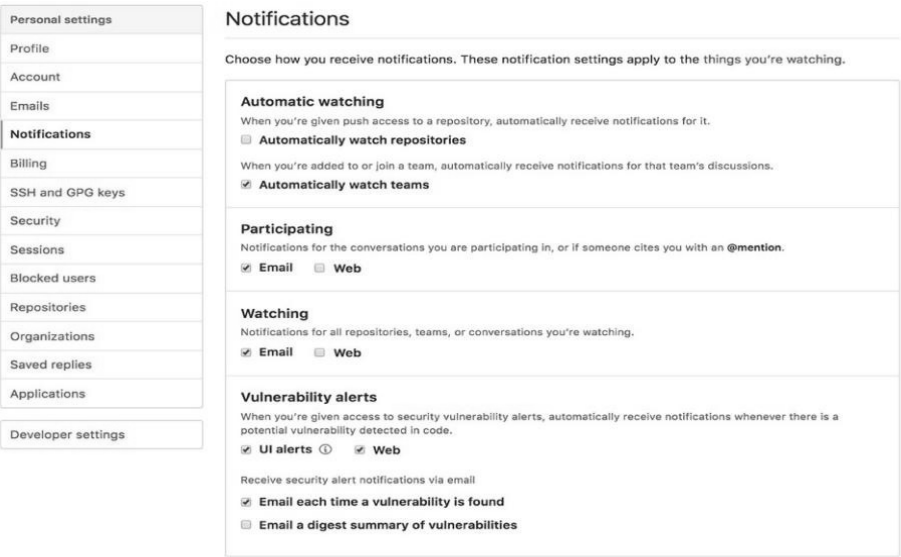 Personal settings
Profile
Account
Emails
Notifications
Billing
SSH and GPG keys
Security
Sessions
Blocked users
Repositories
Organizations
Saved replies
Applications
Developer settings
Notifications
Choose how you receive notifications. These notification settings apply to the things you're watching.
Automatic watching
When you're given push access to a repository, automatically receive notifications for it.
Automatically watch repositories
When you're added to or join a team, automatically receive notifications for that team's discussions.
Automatically watch teams
Participating
Notifications for the conversations you are participating in, or if someone cites you with an @mention.
Email Web
Watching
Notifications for all repositories, teams, or conversations you're watching.
Email Web
Vulnerability alerts
When you're given access to security vulnerability alerts, automatically receive notifications whenever there is a
potential vulnerability detected in code.
UI alerts Web
Receive security alert notifications via email
Email each time a vulnerability is found
Email a digest summary of vulnerabilities